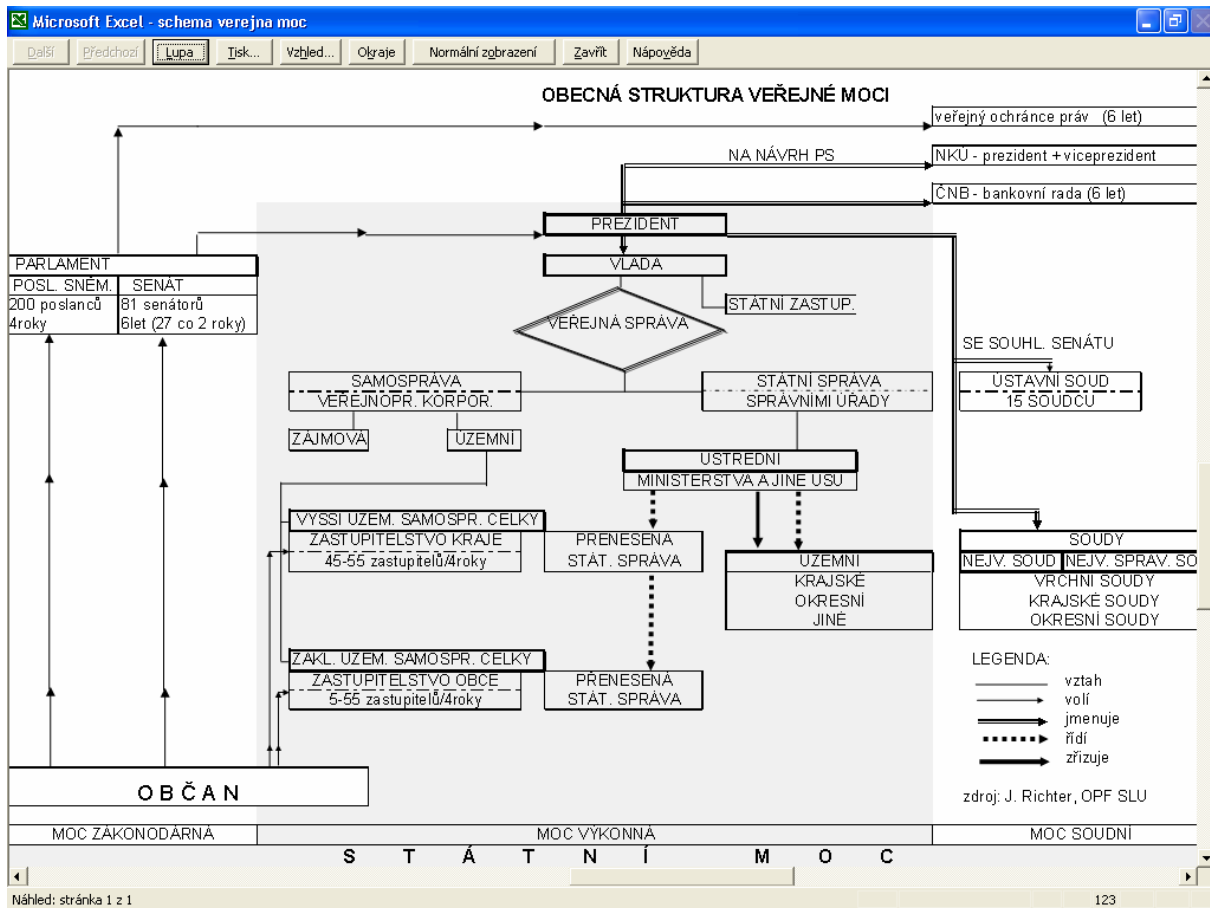 Microsoft Excel - schema verejna moc
Další Předchozí Lupa Tisk... Vzhled... Okraje Normální zobrazení Zavřít Nápověda
OBECNÁ STRUKTURA VEŘEJNÉ MOCI
veřejný ochránce práv (6 let)
NA NÁVRH PS
NKÚ - prezident + viceprezident
ČNB - bankovní rada (6 let)
PREZIDENT
PARLAMENT
VLÁDA
POSL. SNĚM. SENÁT
200 poslanců 81 senátorů
4roky 6let (27 co 2 roky)
STÁTNÍ ZASTUP.
VEŘEJNÁ SPRÁVA
SE SOUHL. SENÁTU
SAMOSPRÁVA
VEŘEJNOPR. KORPOR.
STÁTNÍ SPRÁVA
SPRÁVNÍMI ÚŘADY
ÚSTAVNÍ SOUD
15 SOUDCŮ
ZÁJMOVÁ
ÚZEMNÍ
ÚSTŘEDNÍ
MINISTERSTVA A JINÉ ÚSÚ
VYŠŠÍ ÚZEM. SAMOSPR. CELKY
ZASTUPITELSTVO KRAJE
45-55 zastupitelů/4roky
PŘENESENÁ
STÁT. SPRÁVA
ÚZEMNÍ
KRAJSKÉ
OKRESNÍ
JINÉ
SOUDY
NEJV. SOUD NEJV. SPRÁV. SO
VRCHNÍ SOUDY
KRAJSKÉ SOUDY
OKRESNÍ SOUDY
ZÁKL. ÚZEM. SAMOSPR. CELKY
ZASTUPITELSTVO OBCE
5-55 zastupitelů/4roky
PŘENESENÁ
STÁT. SPRÁVA
LEGENDA:
vztah
volí
jmenuje
řídí
zřizuje
OBČAN
zdroj: J. Richter, OPF SLU
MOC ZÁKONODÁRNÁ MOC VÝKONNÁ MOC SOUDNÍ
STÁTNÍ MOC
Náhled: stránka 1 z 1 123